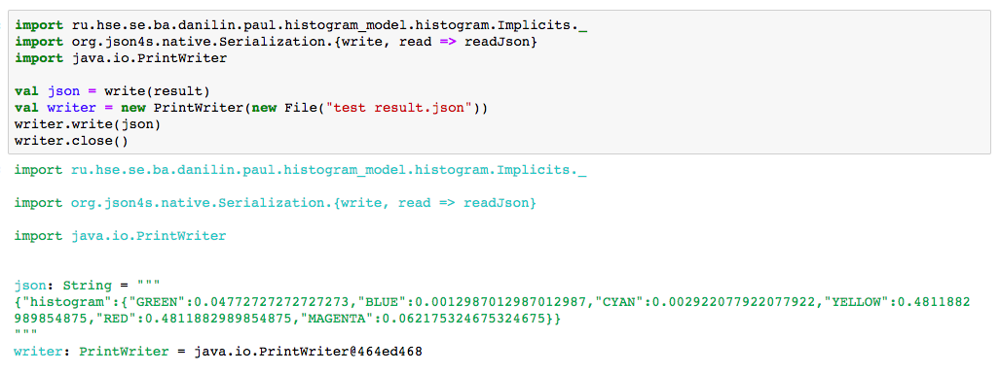 import ru.hse.se.ba.danilin.paul.histogram_model.histogram.Implicits._
import org.json4s.native.Serialization.{write, read => readJson}
import java.io.PrintWriter
val json = write(result)
val writer = new PrintWriter(new File("test result.json"))
writer.write(json)
writer.close()
import ru.hse.se.ba.danilin.paul.histogram_model.histogram.Implicits._
import org.json4s.native.Serialization.{write, read => readJson}
import java.io.PrintWriter
json: String = """
{"histogram":{"GREEN":0.04772727272727273,"BLUE":0.0012987012987012987,"CYAN":0.002922077922077922,"YELLOW":0.4811882
989854875,"RED":0.4811882989854875,"MAGENTA":0.062175324675324675}}
"""
writer: PrintWriter = java.io.PrintWriter@464ed468